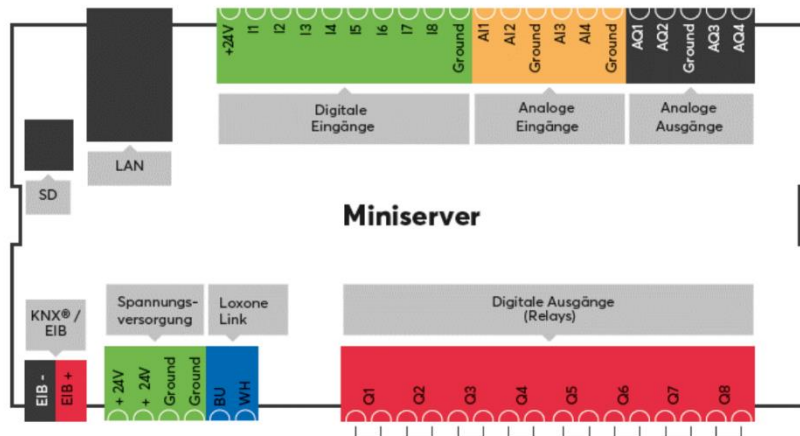 +24V I1 I2 I3 I4 I5 I6 I7 I8 Ground AI1 AI2 Ground AI3 AI4 Ground AQ1 AQ2 Ground AQ3 AQ4
Digitale
Eingänge
Analoge
Eingänge
Analoge
Ausgänge
LAN
SD
Miniserver
KNX® /
EIB
Spannungs-
versorgung
Loxone
Link
Digitale Ausgänge
(Relays)
EIB - EIB + + 24V + 24V Ground Ground BU WH Q1 Q2 Q3 Q4 Q5 Q6 Q7 Q8